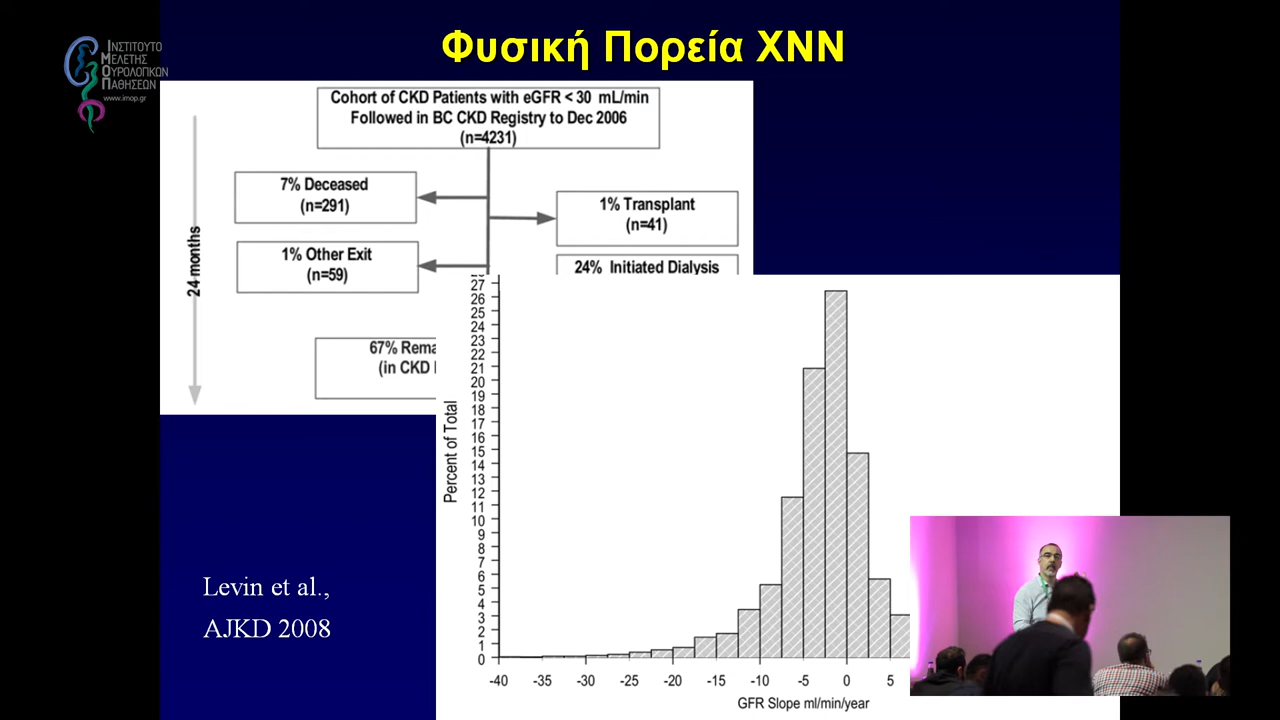 Φυσική Πορεία ΧΝΝ
ΙΝΣΤΙΤΟΥΤΟ
ΜΕΛΕΤΗΣ
ΟΥΡΟΛΟΓΙΚΩΝ
ΠΑΘΗΣΕΩΝ
www.imop.gr
Cohort of CKD Patients with eGFR < 30 mL/min
Followed in BC CKD Registry to Dec 2006
(n=4231)
7% Deceased
(n=291)
1% Transplant
(n=41)
1% Other Exit
(n=59)
24% Initiated Dialysis
24 months
67%
(in CKD
Percent of Total
27
26
25
24
23
22
21
20
19
18
17
16
15
14
13
12
11
10
9
8
7
6
5
4
3
2
1
0
-40 -35 -30 -25 -20 -15 -10 -5 0 5
GFR Slope ml/min/year
Levin et al.,
AJKD 2008